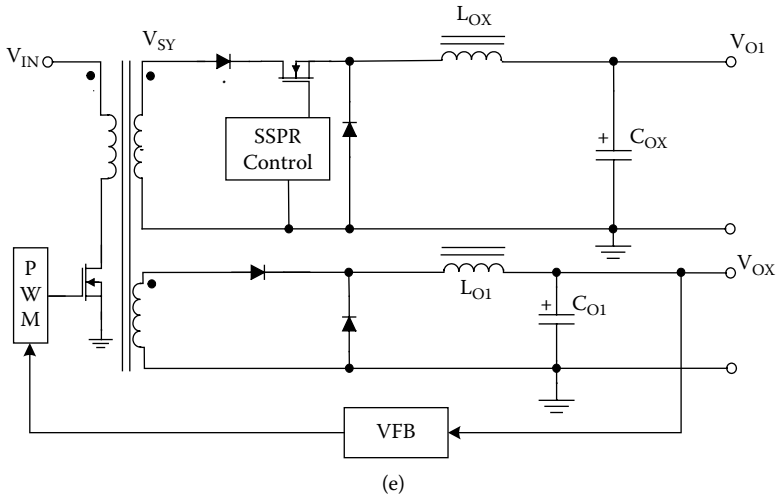 L_OX
V_IN
V_SY
V_O1
SSPR
Control
+
C_OX
P
W
M
L_O1
V_OX
+
C_O1
VFB
(e)